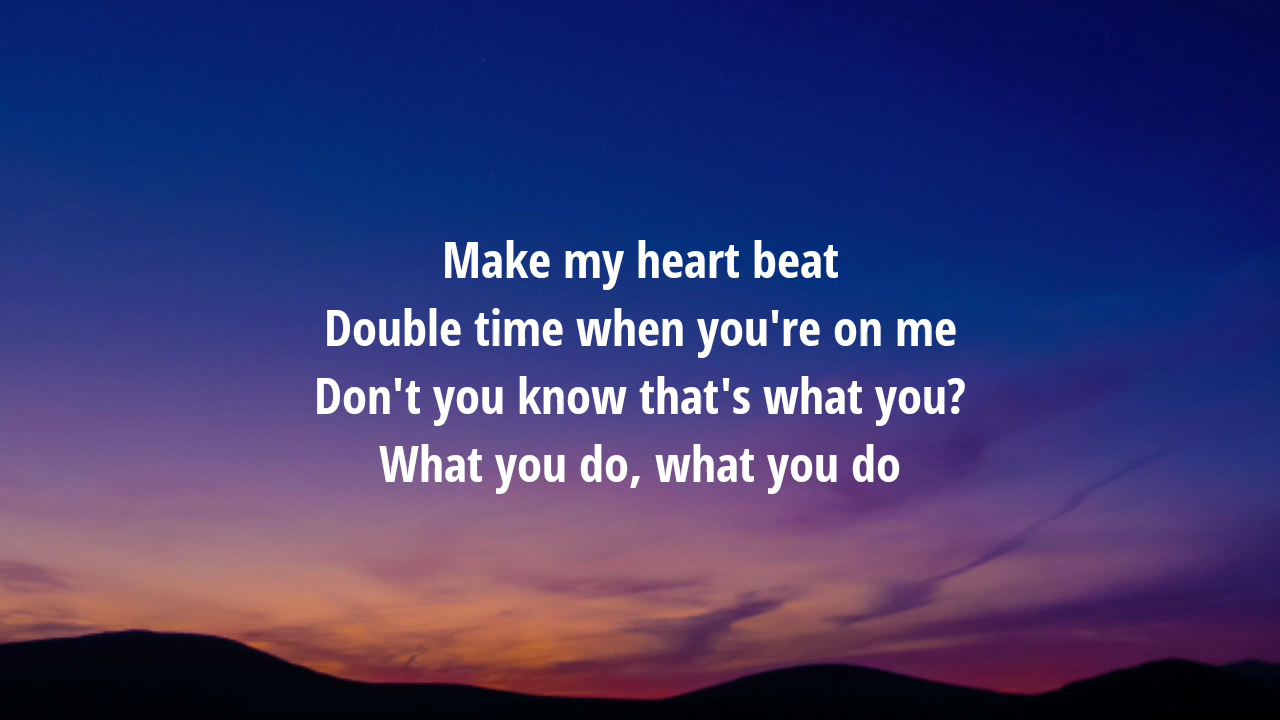 Make my heart beat
Double time when you're on me
Don't you know that's what you?
What you do, what you do